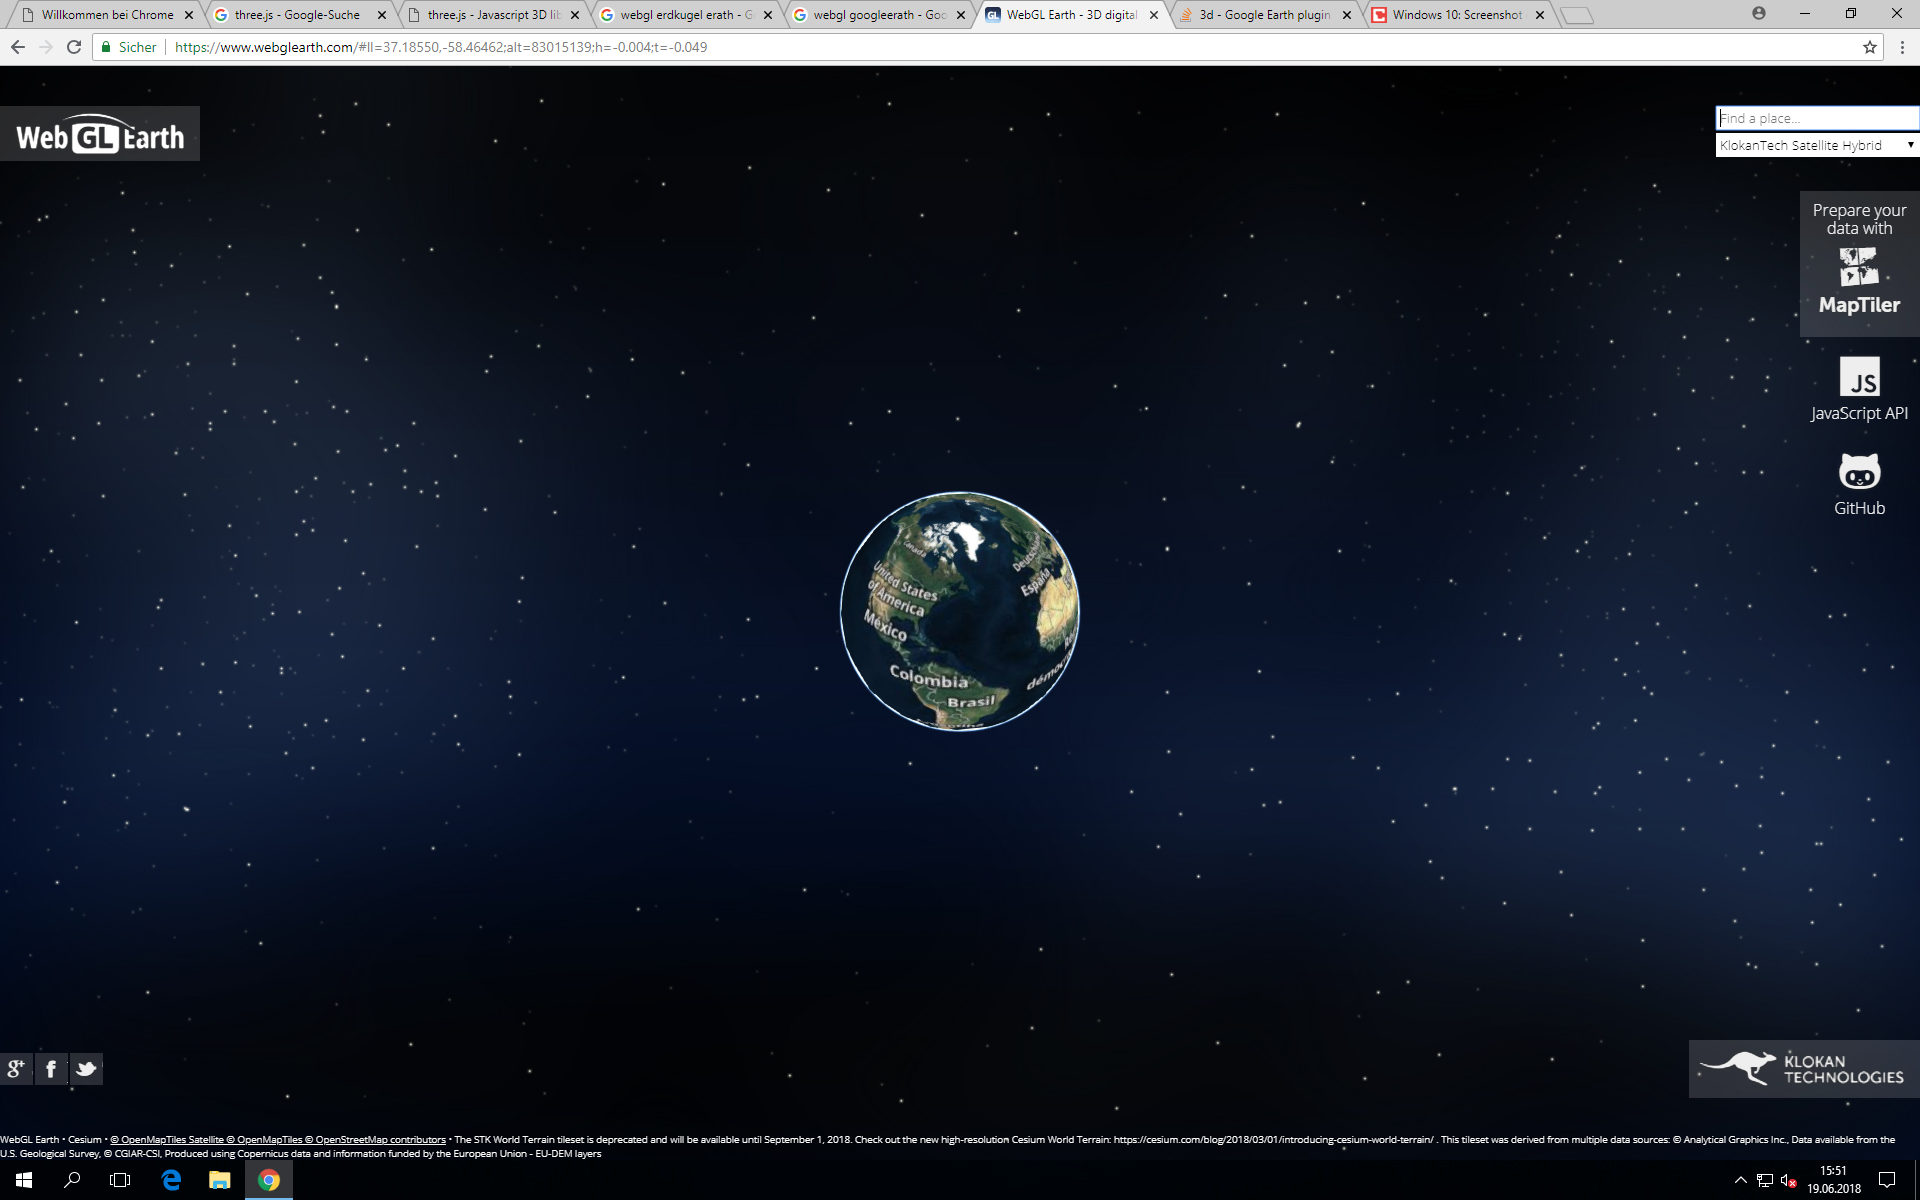 Willkommen bei Chrome
three.js - Google-Suche
three.js - Javascript 3D lib
webgl erdkugel erath - G
webgl googleerath - Goo
GL
WebGL Earth - 3D digital
3d - Google Earth plugin
Windows 10: Screenshot
Sicher
https://www.webglearth.com/#ll=37.18550,-58.46462;alt=83015139;h=-0.004;t=-0.049
Web GL Earth
Find a place...
KlokanTech Satellite Hybrid
Prepare your
data with
MapTiler
JS
JavaScript API
GitHub
Canada
Deutschland
United States
of America
España
México
Colombia
Brasil
g+
f
KLOKAN
TECHNOLOGIES
WebGL Earth • Cesium • © OpenMapTiles Satellite © OpenMapTiles © OpenStreetMap contributors • The STK World Terrain tileset is deprecated and will be available until September 1, 2018. Check out the new high-resolution Cesium World Terrain: https://cesium.com/blog/2018/03/01/introducing-cesium-world-terrain/ . This tileset was derived from multiple data sources: © Analytical Graphics Inc., Data available from the
U.S. Geological Survey, © CGIAR-CSI, Produced using Copernicus data and information funded by the European Union - EU-DEM layers
15:51
19.06.2018